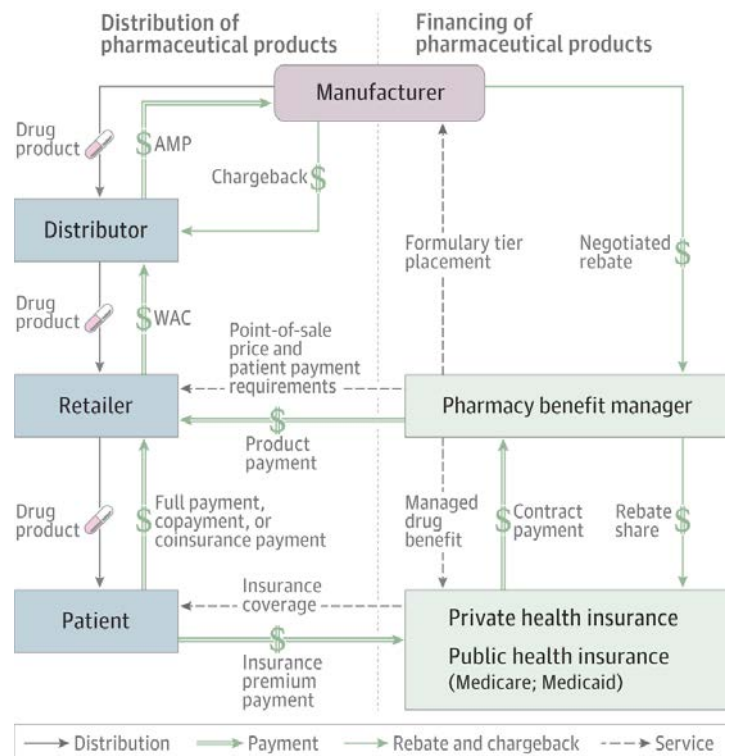 Distribution of
pharmaceutical products
Financing of
pharmaceutical products
Manufacturer
Drug
product
$ AMP
Chargeback $
Distributor
Formulary tier
placement
Negotiated
rebate
$
Drug
product
$ WAC
Point-of-sale
price and
patient payment
requirements
Retailer
Pharmacy benefit manager
$
Product
payment
Drug
product
$
Full payment,
copayment, or
coinsurance payment
Managed
drug
benefit
$
Contract
payment
Rebate
share
$
Insurance
coverage
Patient
Private health insurance
Public health insurance
(Medicare; Medicaid)
$
Insurance
premium
payment
Distribution
Payment
Rebate and chargeback
Service